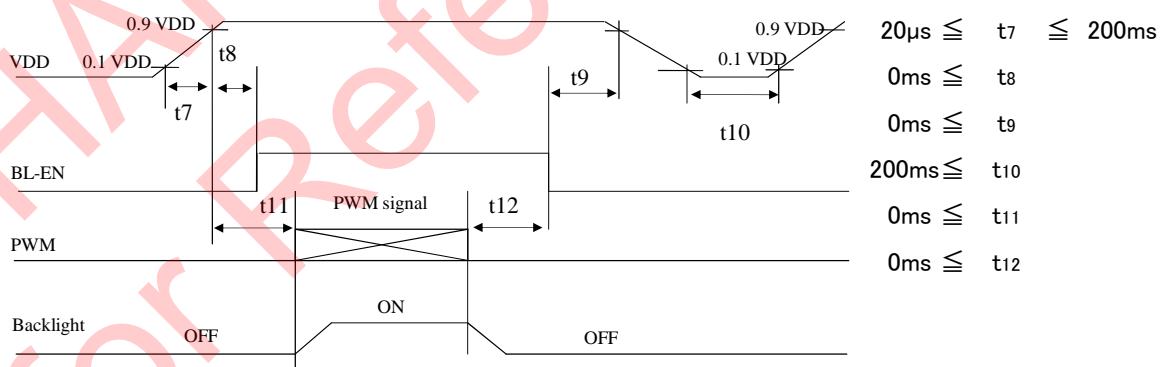 0.9 VDD
0.9 VDD
20μs ≦ t7 ≦ 200ms
VDD 0.1 VDD
t8
0.1 VDD
0ms ≦ t8
t9
t7
0ms ≦ t9
t10
BL-EN
200ms ≦ t10
t11 PWM signal t12
0ms ≦ t11
PWM
0ms ≦ t12
ON
Backlight
OFF
OFF